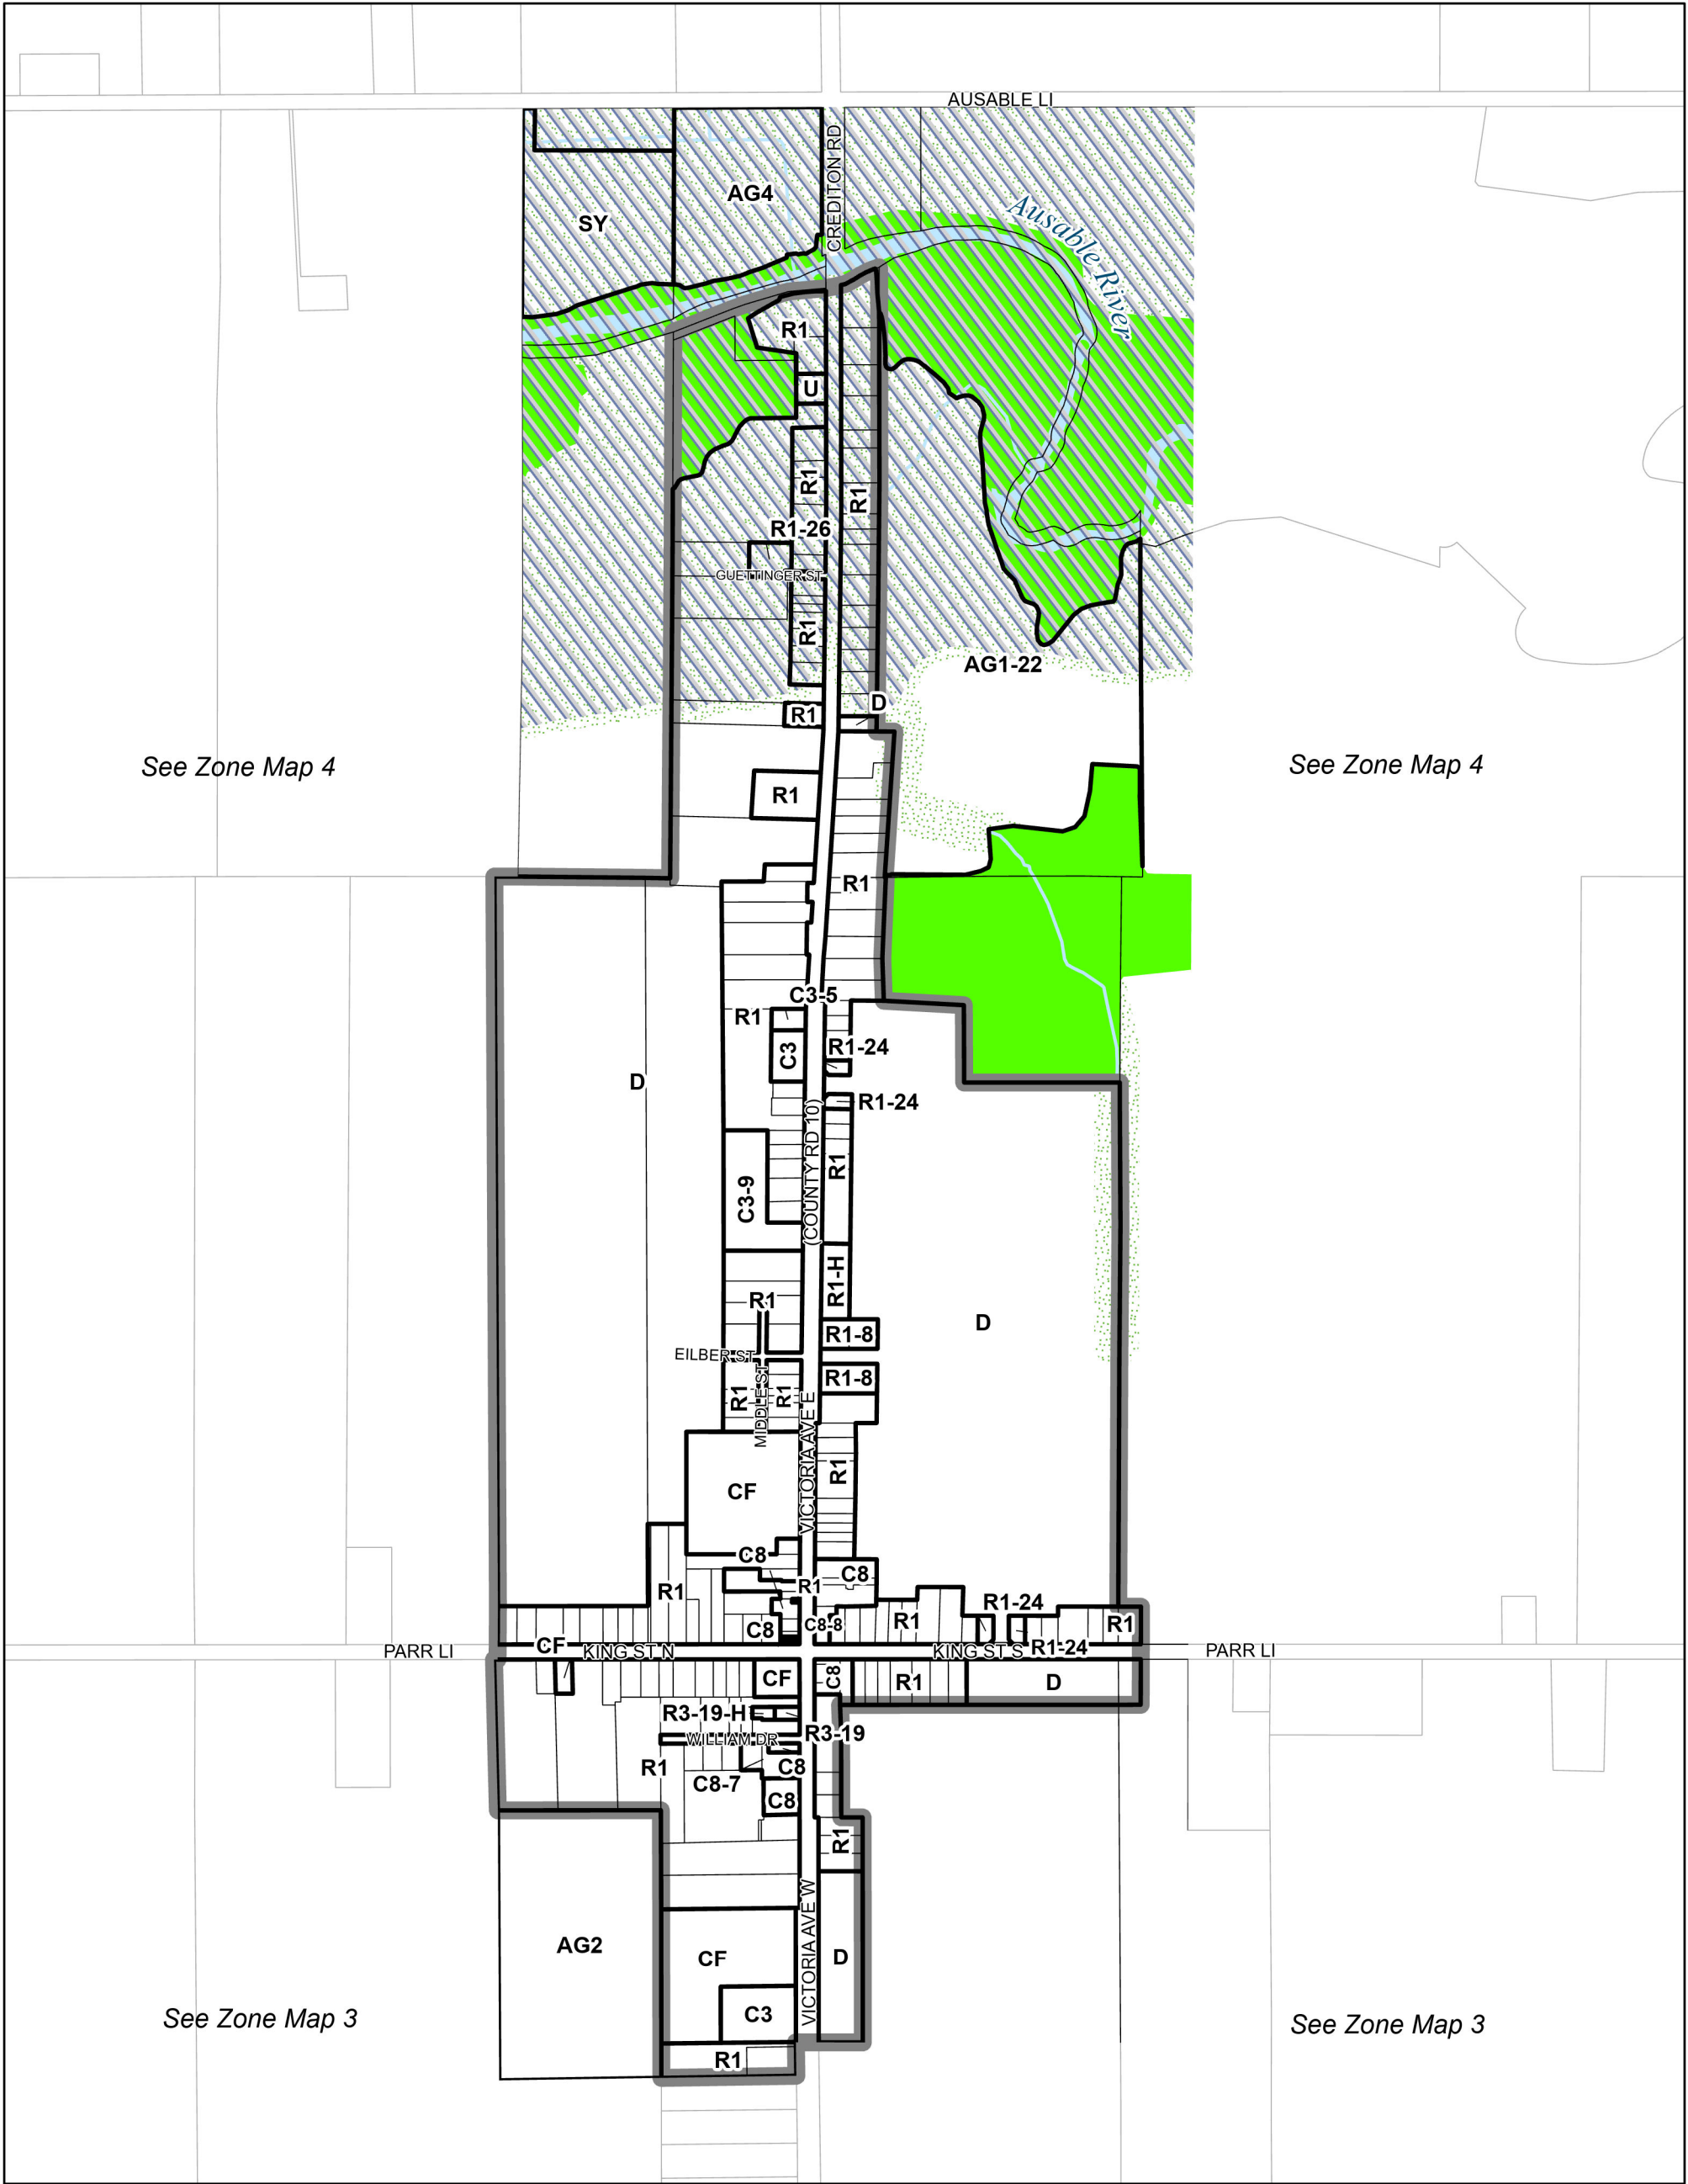 AUSABLE LI
CREDITON RD
AG4
SY
Ausable River
R1
U
R1
R1
R1-26
GUETTINGER ST
R1
AG1-22
D
R1
See Zone Map 4
See Zone Map 4
R1
R1
C3-5
R1
C3
R1-24
D
R1-24
(COUNTY RD 10)
R1
C3-9
R1-H
R1
D
R1-8
EILBER ST
R1-8
R1
MIDDLE ST
R1
VICTORIA AVE E
R1
CF
C8
C8
R1
R1
R1-24
C8
C8-8
R1
R1
CF
PARR LI
KING ST N
KING ST S
R1-24
PARR LI
CF
C8
R1
D
R3-19-H
R3-19
WILLIAM DR
R1
C8
C8-7
C8
R1
VICTORIA AVE W
AG2
CF
D
C3
See Zone Map 3
See Zone Map 3
R1